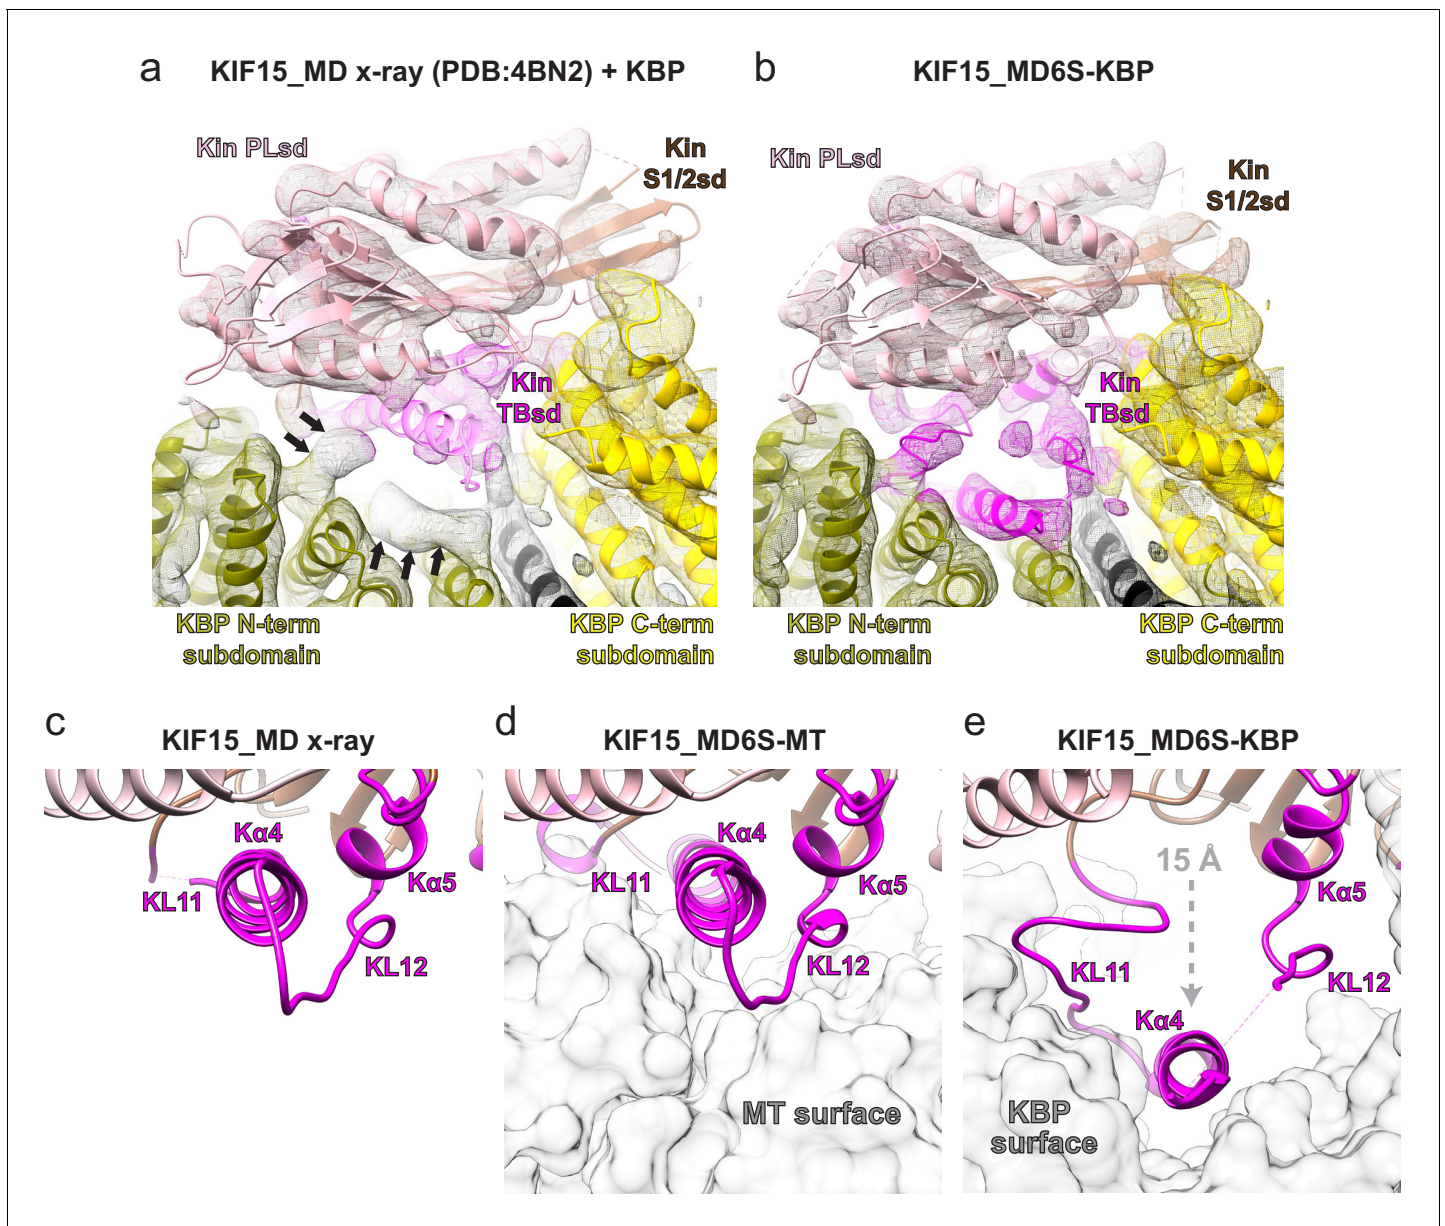 a KIF15_MD x-ray (PDB:4BN2) + KBP
Kin PLsd
Kin
S1/2sd
Kin
TBsd
KBP N-term
subdomain
KBP C-term
subdomain
b KIF15_MD6S-KBP
Kin PLsd
Kin
S1/2sd
Kin
TBsd
KBP N-term
subdomain
KBP C-term
subdomain
c KIF15_MD x-ray
Kα4
KL11
Kα5
KL12
d KIF15_MD6S-MT
Kα4
KL11
Kα5
KL12
MT surface
e KIF15_MD6S-KBP
15 Å
Kα5
KL11
KL12
Kα4
KBP
surface